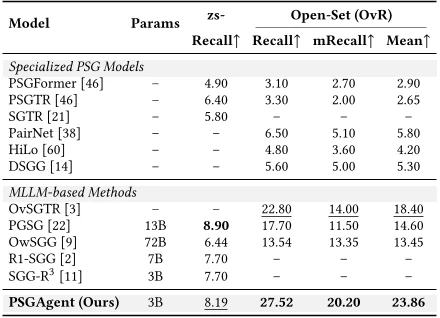 Model Params zs-Recall↑ Open-Set (OvR)
Recall↑ mRecall↑ Mean↑
Specialized PSG Models
PSGFormer [46] – 4.90 3.10 2.70 2.90
PSGTR [46] – 6.40 3.30 2.00 2.65
SGTR [21] – 5.80 – – –
PairNet [38] – – 6.50 5.10 5.80
HiLo [60] – – 4.80 3.60 4.20
DSGG [14] – – 5.60 5.00 5.30
MLLM-based Methods
OvSGTR [3] – – 22.80 14.00 18.40
PGSG [22] 13B 8.90 17.70 11.50 14.60
OwSGG [9] 72B 6.44 13.54 13.35 13.45
R1-SGG [2] 7B 7.70 – – –
SGG-R³ [11] 3B 7.70 – – –
PSGAgent (Ours) 3B 8.19 27.52 20.20 23.86